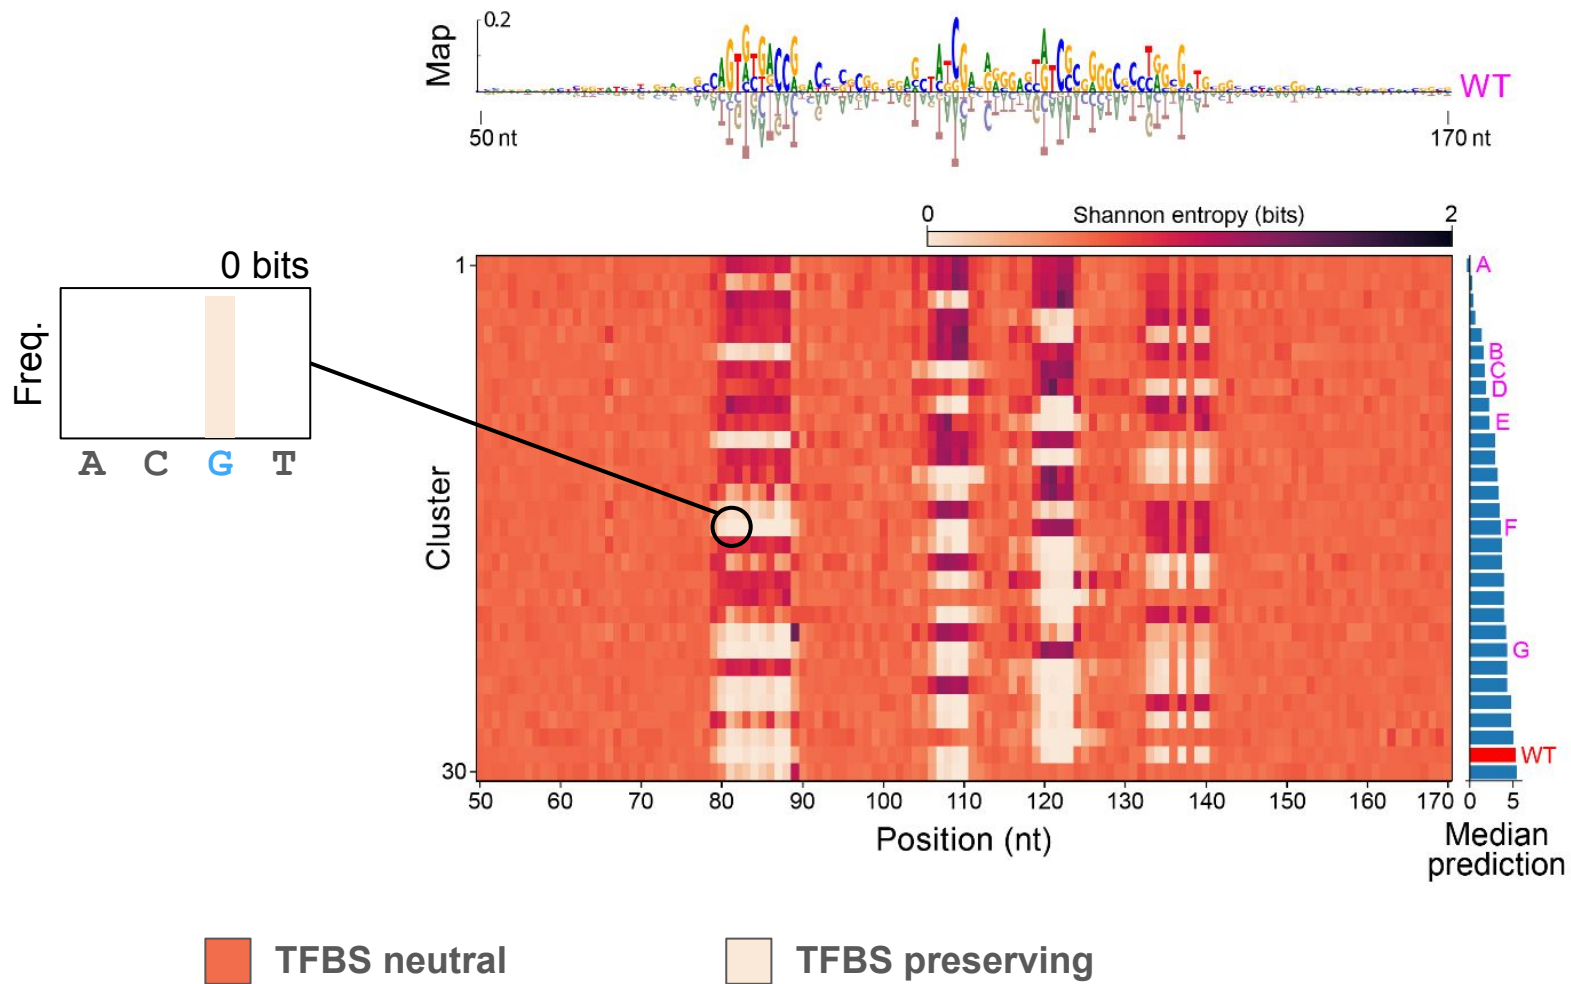 0.2
Map
WT
50 nt
170 nt
0
Shannon entropy (bits)
2
0 bits
Freq.
A C G T
1
30
Cluster
A
B
C
D
E
F
G
WT
50 60 70 80 90 100 110 120 130 140 150 160 170
0 5
Position (nt)
Median
prediction
TFBS neutral
TFBS preserving